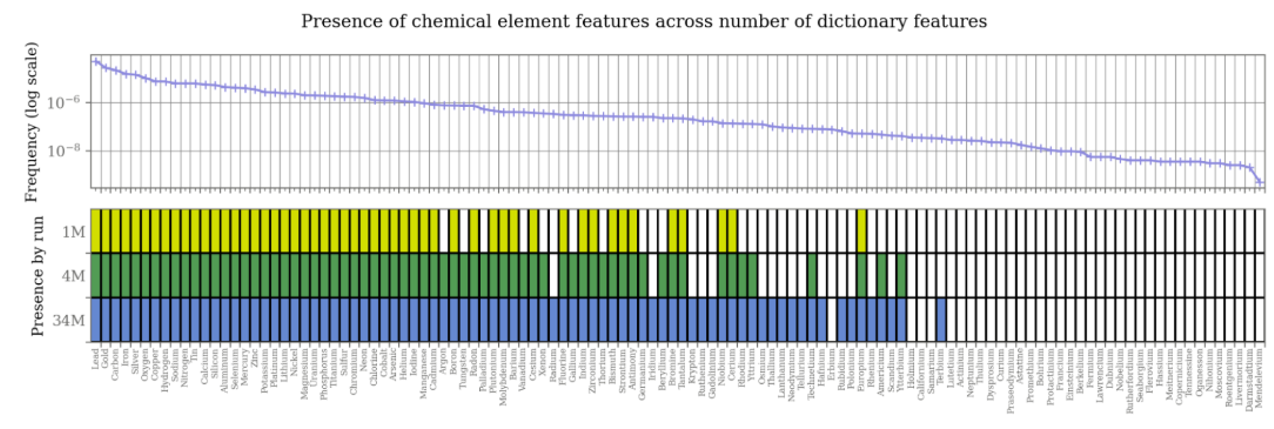 Presence of chemical element features across number of dictionary features
Frequency (log scale)
10⁻⁶
10⁻⁸
Presence by run
1M
4M
34M
Lead
Gold
Carbon
Iron
Silver
Oxygen
Copper
Hydrogen
Sodium
Nitrogen
Tin
Calcium
Silicon
Aluminum
Selenium
Mercury
Zinc
Potassium
Platinum
Lithium
Nickel
Magnesium
Uranium
Phosphorus
Titanium
Sulfur
Chromium
Neon
Chlorine
Cobalt
Arsenic
Helium
Iodine
Manganese
Cadmium
Argon
Boron
Tungsten
Radon
Palladium
Plutonium
Molybdenum
Barium
Vanadium
Cesium
Xenon
Radium
Fluorine
Gallium
Indium
Zirconium
Thorium
Bismuth
Strontium
Antimony
Germanium
Iridium
Beryllium
Bromine
Tantalum
Krypton
Ruthenium
Gadolinium
Niobium
Cerium
Rhodium
Yttrium
Osmium
Thallium
Lanthanum
Neodymium
Tellurium
Technetium
Hafnium
Erbium
Rubidium
Polonium
Europium
Rhenium
Americium
Scandium
Ytterbium
Holmium
Californium
Samarium
Terbium
Lutetium
Actinium
Neptunium
Thulium
Dysprosium
Curium
Praseodymium
Astatine
Promethium
Bohrium
Protactinium
Francium
Einsteinium
Berkelium
Fermium
Lawrencium
Dubnium
Nobelium
Rutherfordium
Seaborgium
Flerovium
Hassium
Meitnerium
Copernicium
Tennessine
Oganesson
Nihonium
Moscovium
Roentgenium
Livermorium
Darmstadtium
Mendelevium